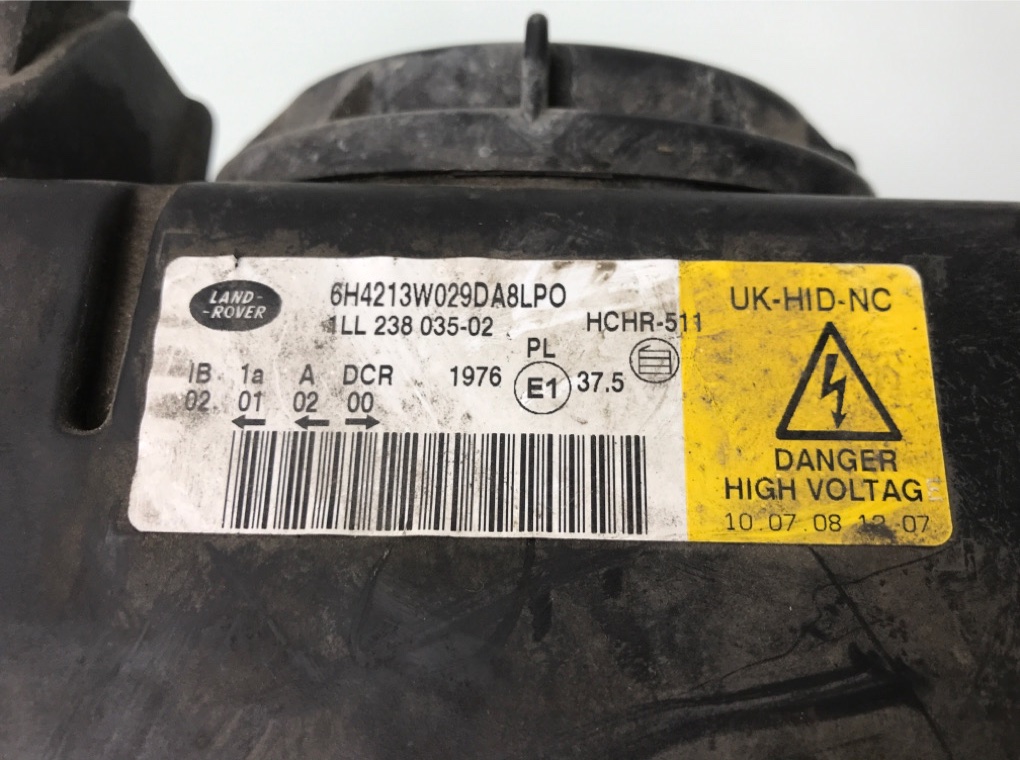 LAND-
-ROVER
6H4213W029DA8LPO
1LL 238 035-02
HCHR-511
IB 1a A DCR
02 01 02 00
← ← →
1976
PL
E1
37.5
UK-HID-NC
DANGER
HIGH VOLTAGE
10.07.08 12 07